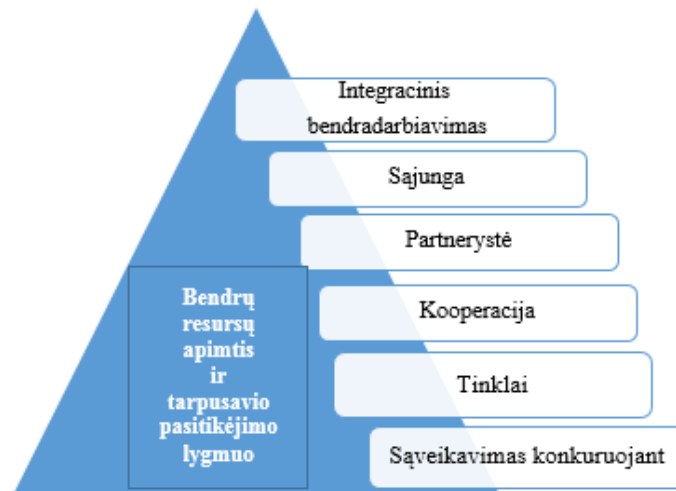 Integracinis
bendradarbiavimas
Sąjunga
Partnerystė
Kooperacija
Tinklai
Sąveikavimas konkuruojant
Bendrų
resursų
apimtis
ir
tarpusavio
pasitikėjimo
lygmuo